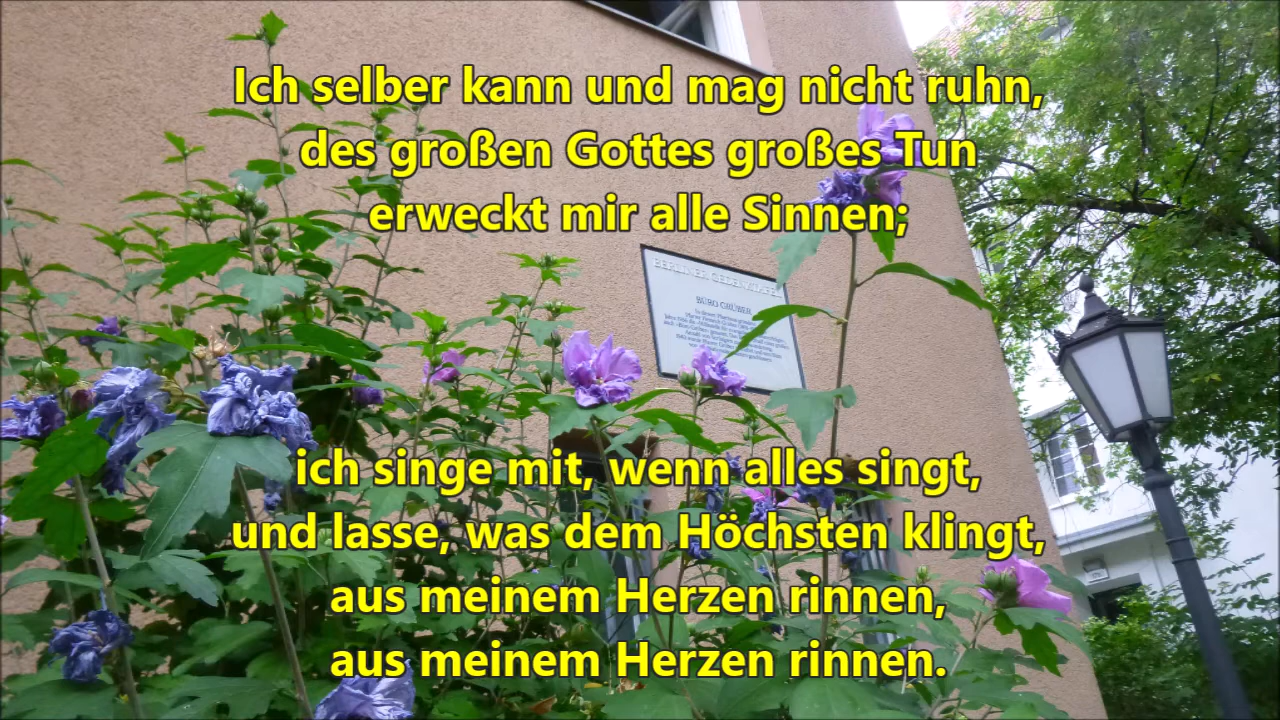 Ich selber kann und mag nicht ruhn,
des großen Gottes großes Tun
erweckt mir alle Sinnen;
BERLINER GEDENKTAFEL
BÜRO GRÜBER
ich singe mit, wenn alles singt,
und lasse, was dem Höchsten klingt,
aus meinem Herzen rinnen,
aus meinem Herzen rinnen.